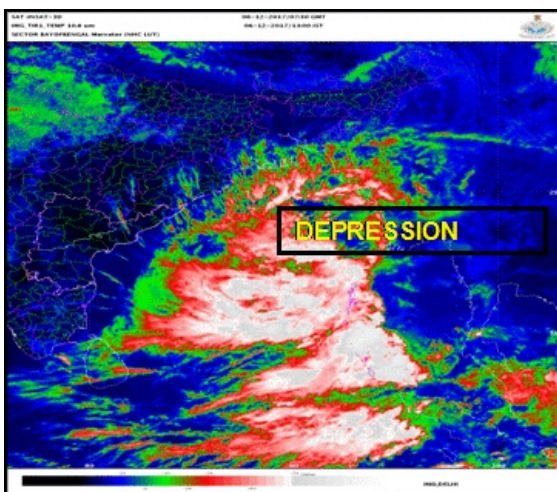 SAT :INSAT-3D
06-12-2017/07:30 GMT
IMG_TIR1_TEMP 10.8 um
06-12-2017/13:00 IST
SECTOR BAYOFBENGAL Mercator (NHC LUT)
DEPRESSION
IMD,DELHI